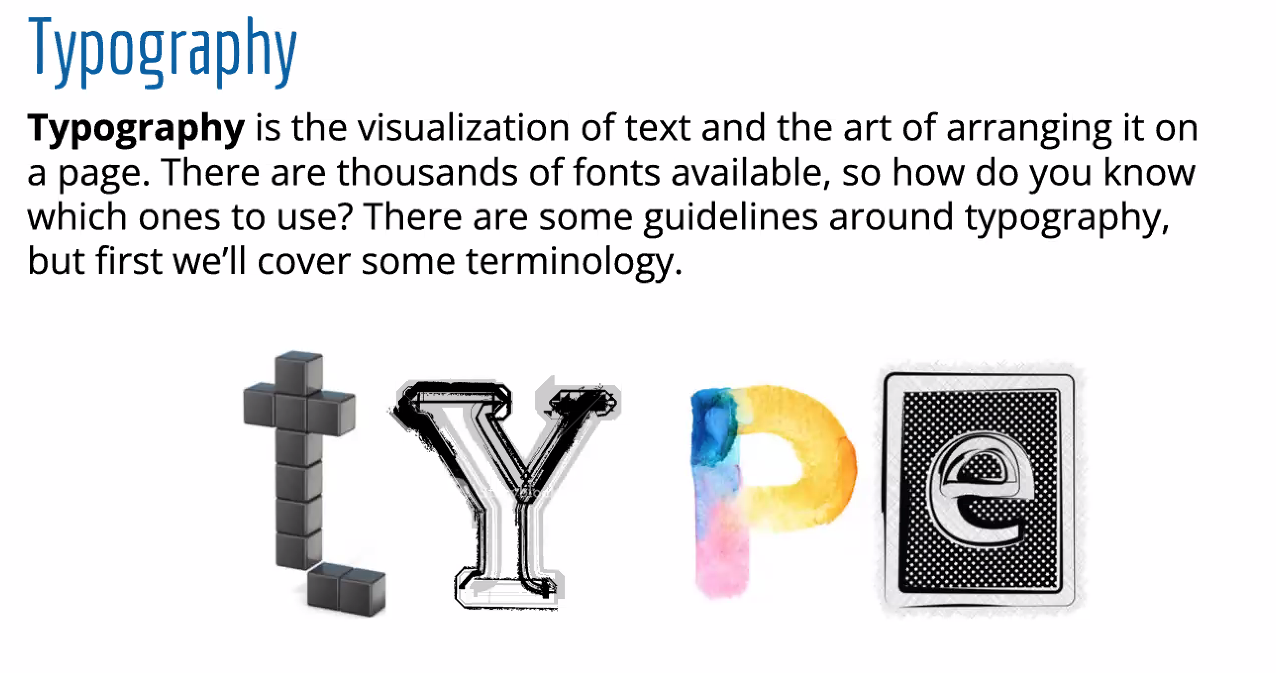 Typography
Typography is the visualization of text and the art of arranging it on
a page. There are thousands of fonts available, so how do you know
which ones to use? There are some guidelines around typography,
but first we’ll cover some terminology.
tYPe